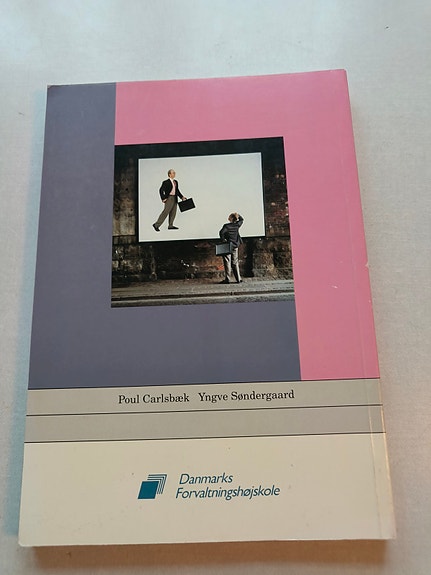 Poul Carlsbæk Yngve Søndergaard
Danmarks
Forvaltningshøjskole